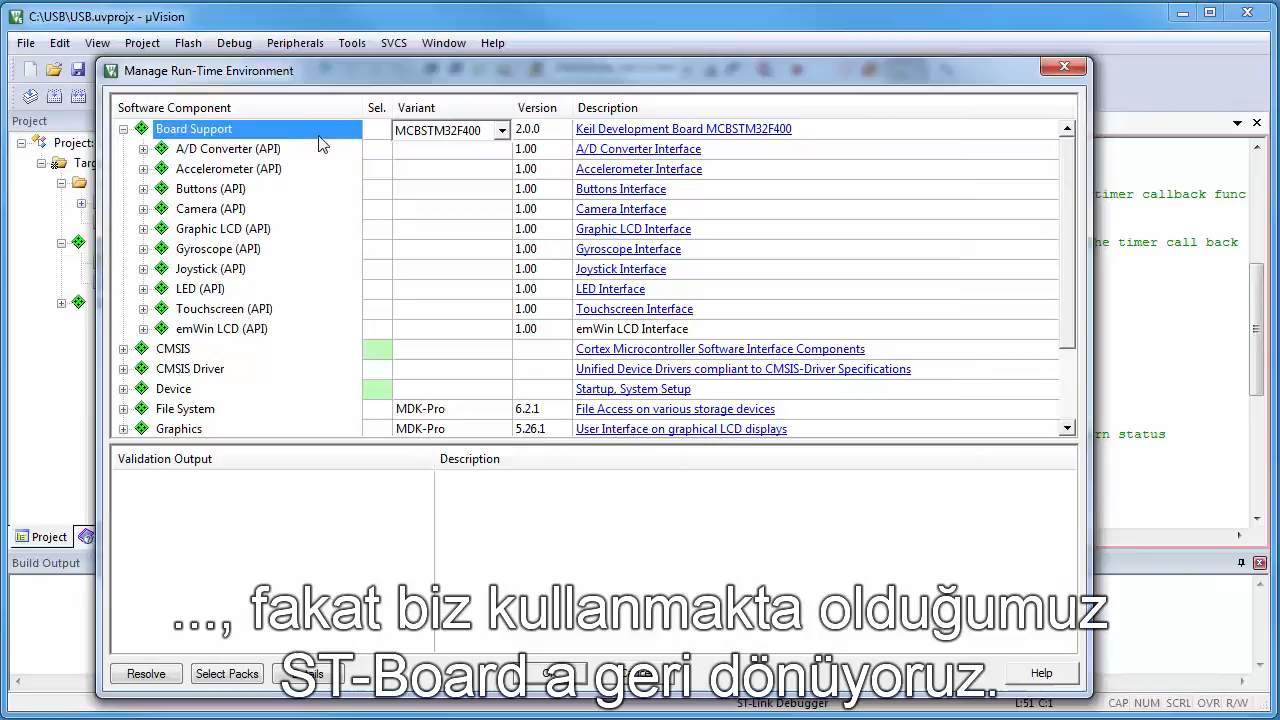 C:\USB\USB.uvprojx - µVision
File Edit View Project Flash Debug Peripherals Tools SVCS Window Help
Manage Run-Time Environment
Software Component Sel. Variant Version Description
Board Support MCBSTM32F400 2.0.0 Keil Development Board MCBSTM32F400
A/D Converter (API) 1.00 A/D Converter Interface
Accelerometer (API) 1.00 Accelerometer Interface
Buttons (API) 1.00 Buttons Interface
Camera (API) 1.00 Camera Interface
Graphic LCD (API) 1.00 Graphic LCD Interface
Gyroscope (API) 1.00 Gyroscope Interface
Joystick (API) 1.00 Joystick Interface
LED (API) 1.00 LED Interface
Touchscreen (API) 1.00 Touchscreen Interface
emWin LCD (API) 1.00 emWin LCD Interface
CMSIS Cortex Microcontroller Software Interface Components
CMSIS Driver Unified Device Drivers compliant to CMSIS-Driver Specifications
Device Startup, System Setup
File System MDK-Pro 6.2.1 File Access on various storage devices
Graphics MDK-Pro 5.26.1 User Interface on graphical LCD displays
Validation Output Description
Resolve Select Packs Help
Project
Project:
Targ
Project
Build Output
timer callback func
he timer call back
rn status
..., fakat biz kullanmakta olduğumuz
ST-Board a geri dönüyoruz.
ST-Link Debugger L:51 C:1 CAP NUM SCRL OVR R/W